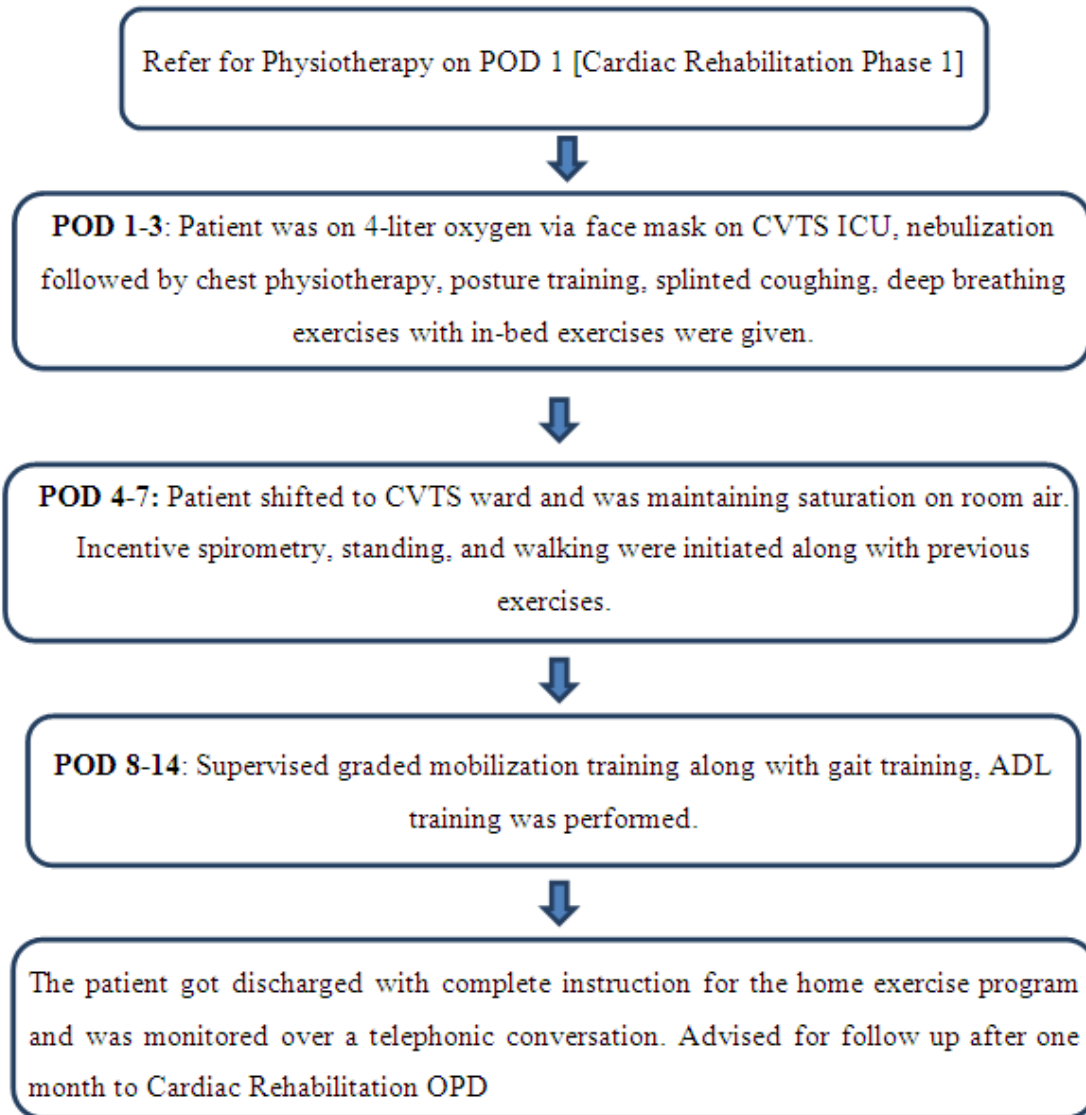 Refer for Physiotherapy on POD 1 [Cardiac Rehabilitation Phase 1]
POD 1-3: Patient was on 4-liter oxygen via face mask on CVTS ICU, nebulization
followed by chest physiotherapy, posture training, splinted coughing, deep breathing
exercises with in-bed exercises were given.
POD 4-7: Patient shifted to CVTS ward and was maintaining saturation on room air.
Incentive spirometry, standing, and walking were initiated along with previous
exercises.
POD 8-14: Supervised graded mobilization training along with gait training, ADL
training was performed.
The patient got discharged with complete instruction for the home exercise program
and was monitored over a telephonic conversation. Advised for follow up after one
month to Cardiac Rehabilitation OPD